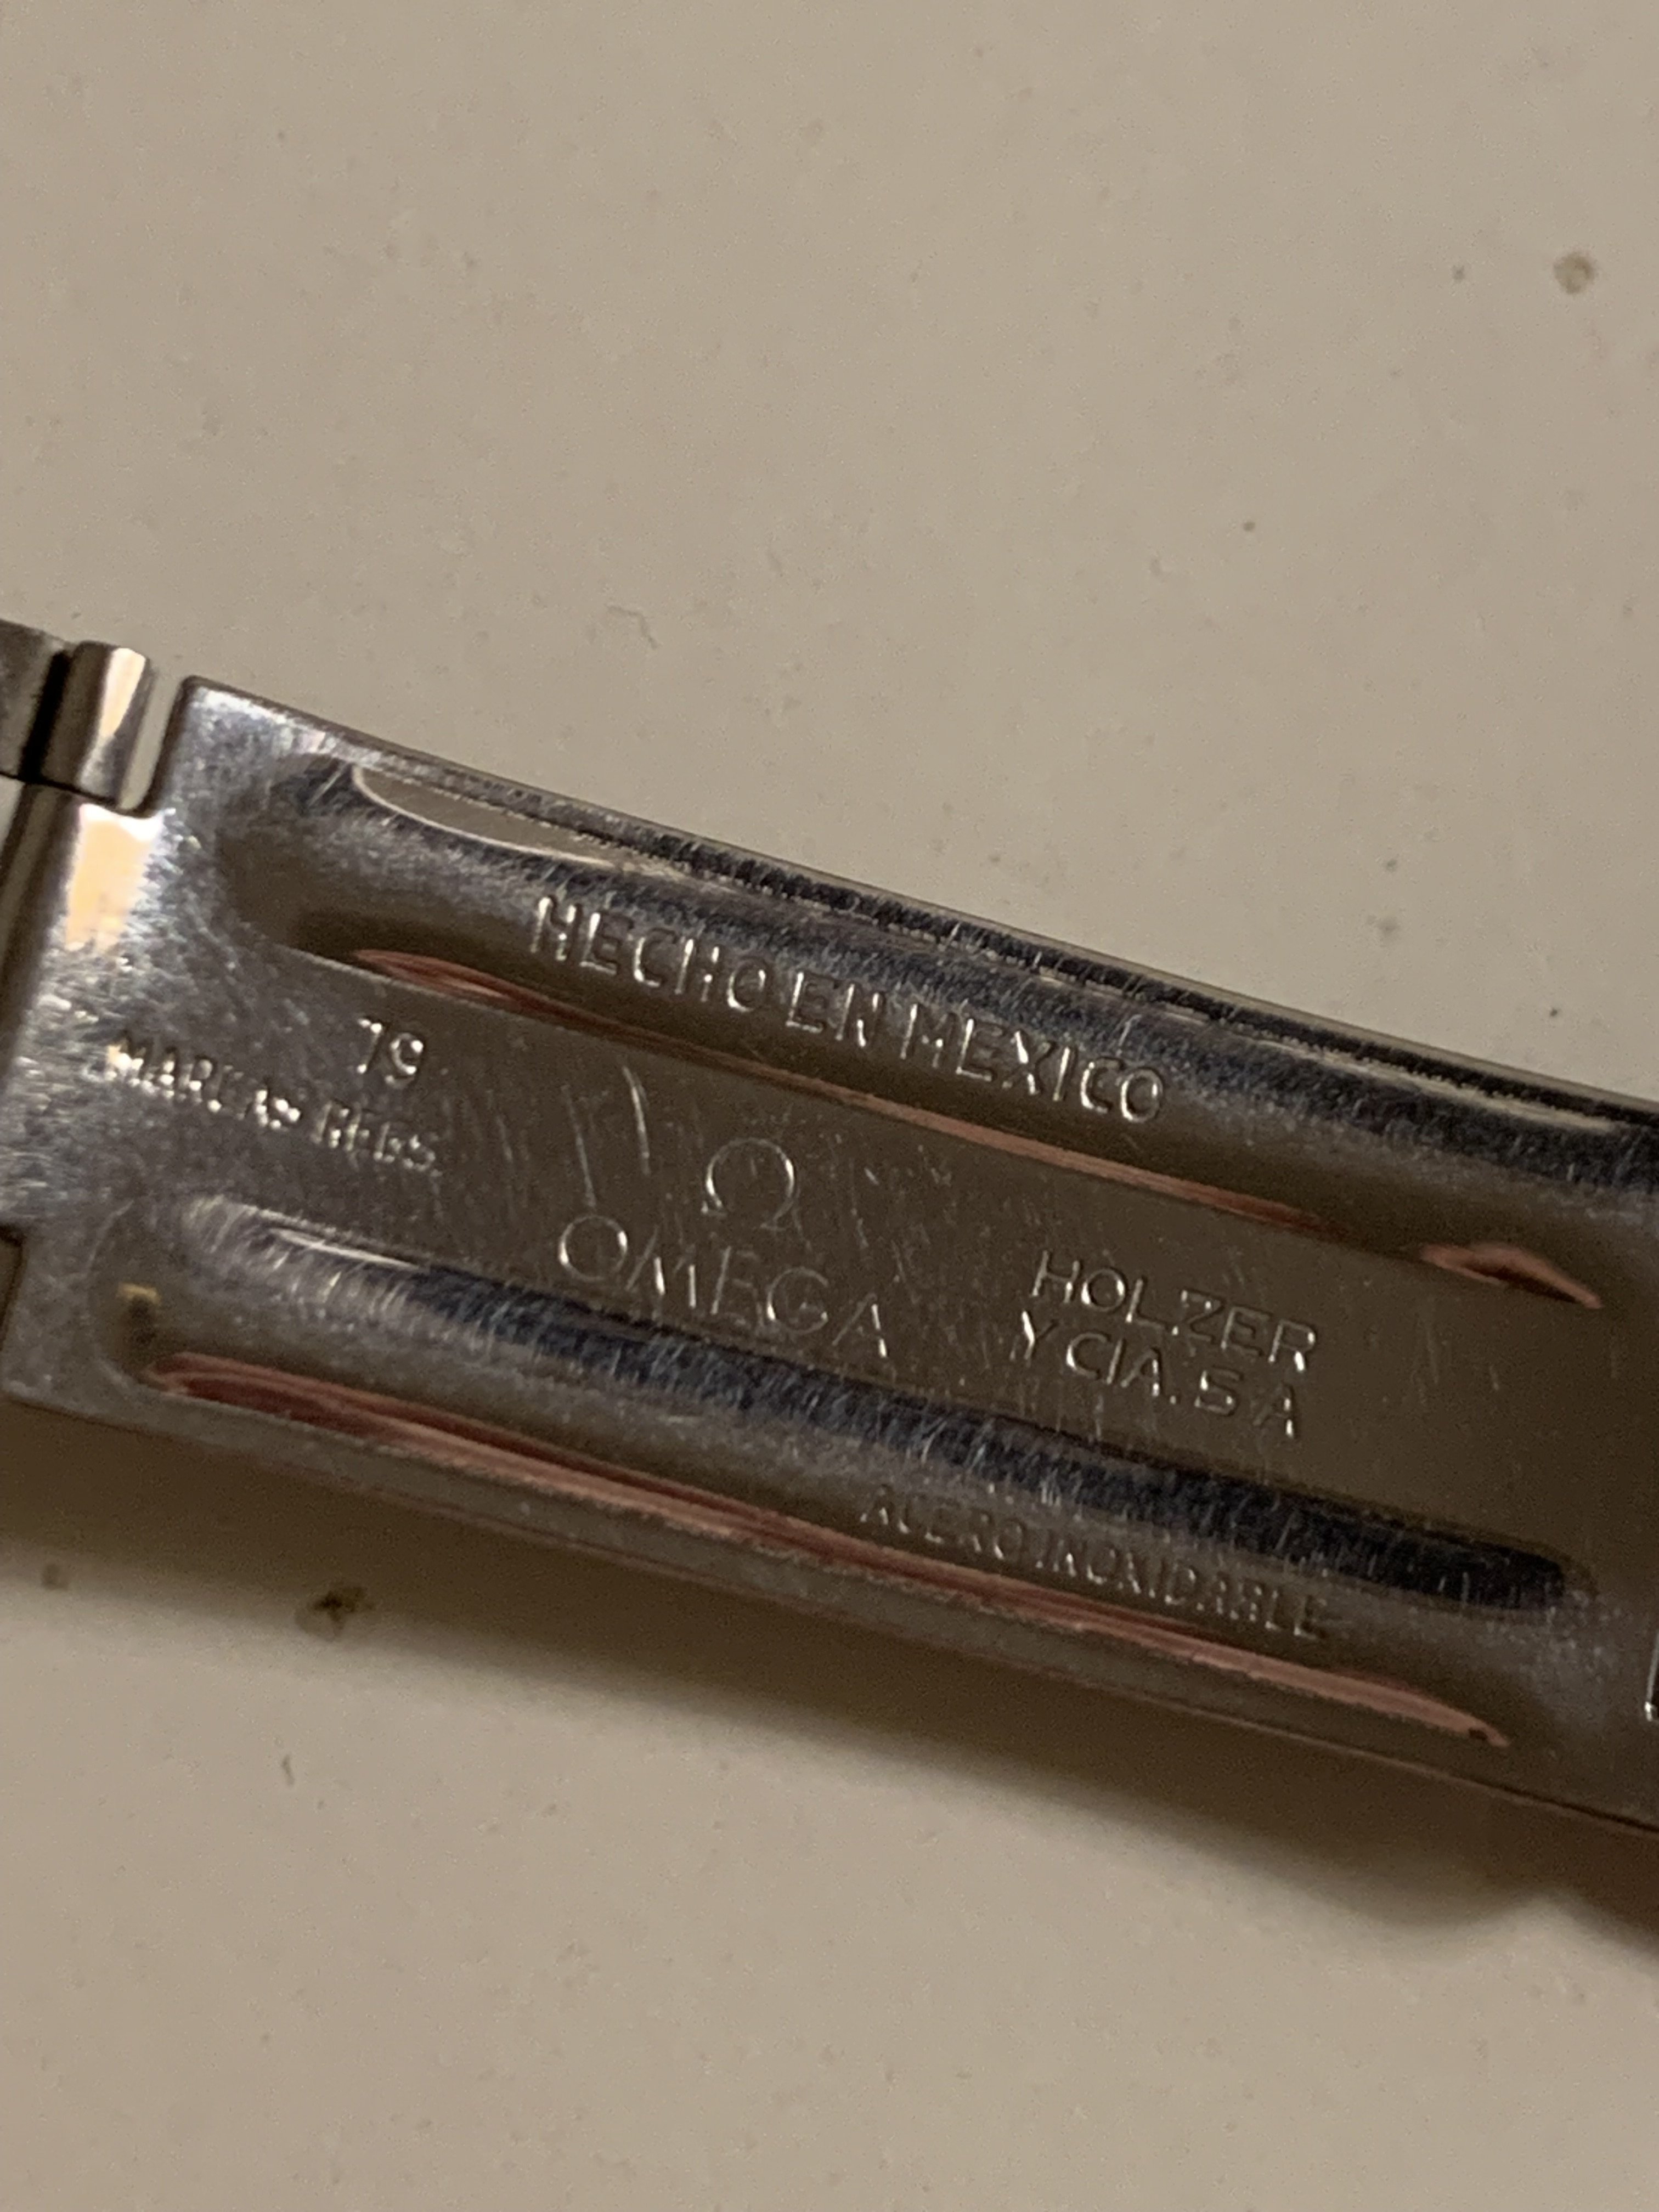 HECHO EN MEXICO
79
MARCAS REGS.
Ω
OMEGA
HOLZER
Y CIA. S A
ACERO INOXIDABLE